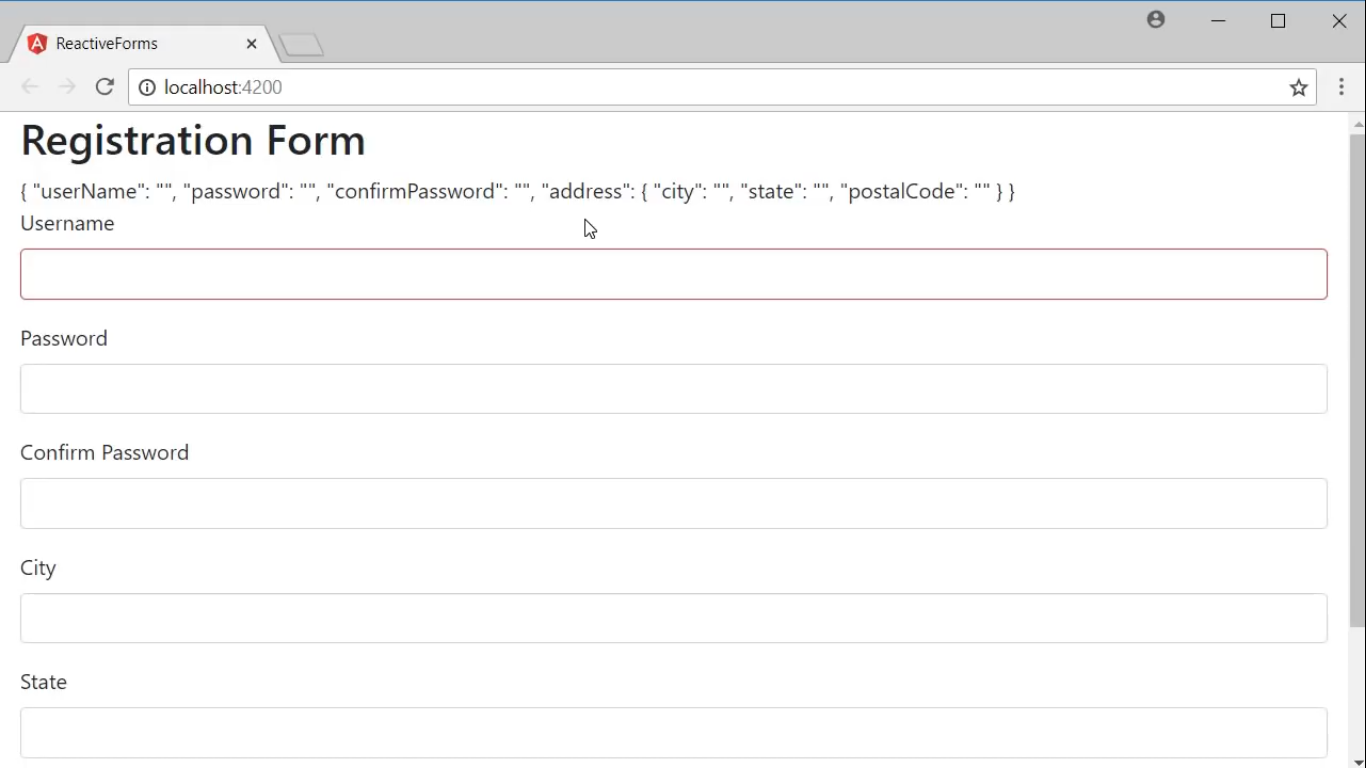 ReactiveForms
localhost:4200
Registration Form
{ "userName": "", "password": "", "confirmPassword": "", "address": { "city": "", "state": "", "postalCode": "" } }
Username
Password
Confirm Password
City
State